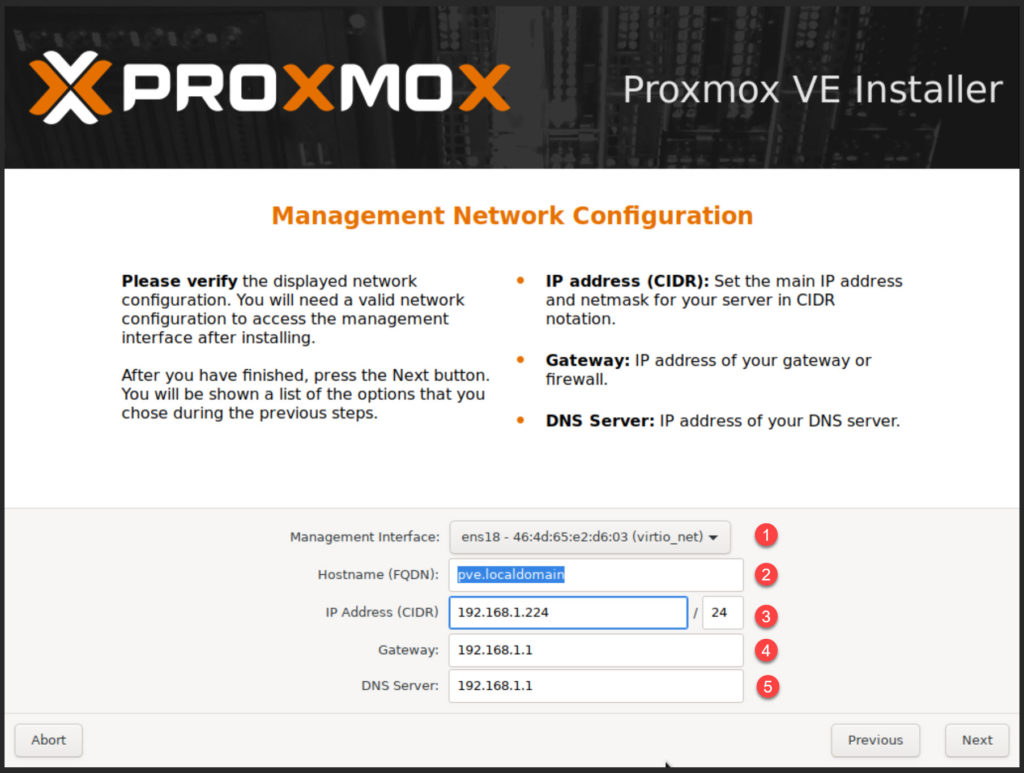 PROXMOX
Proxmox VE Installer
LL
Management Network Configuration
Please verify the displayed network
configuration. You will need a valid network
configuration to access the management
interface after installing.
After you have finished, press the Next button.
You will be shown a list of the options that you
chose during the previous steps.
IP address (CIDR): Set the main IP address
and netmask for your server in CIDR
notation.
Gateway: IP address of your gateway or
firewall.
DNS Server: IP address of your DNS server.
Management Interface: ens18 - 46:4d:65:e2:d6:03 (virtio_net) 1
Hostname (FQDN): pve.localdomain 2
IP Address (CIDR) 192.168.1.224 / 24 3
Gateway: 192.168.1.1 4
DNS Server: 192.168.1.1 5
Abort Previous Next